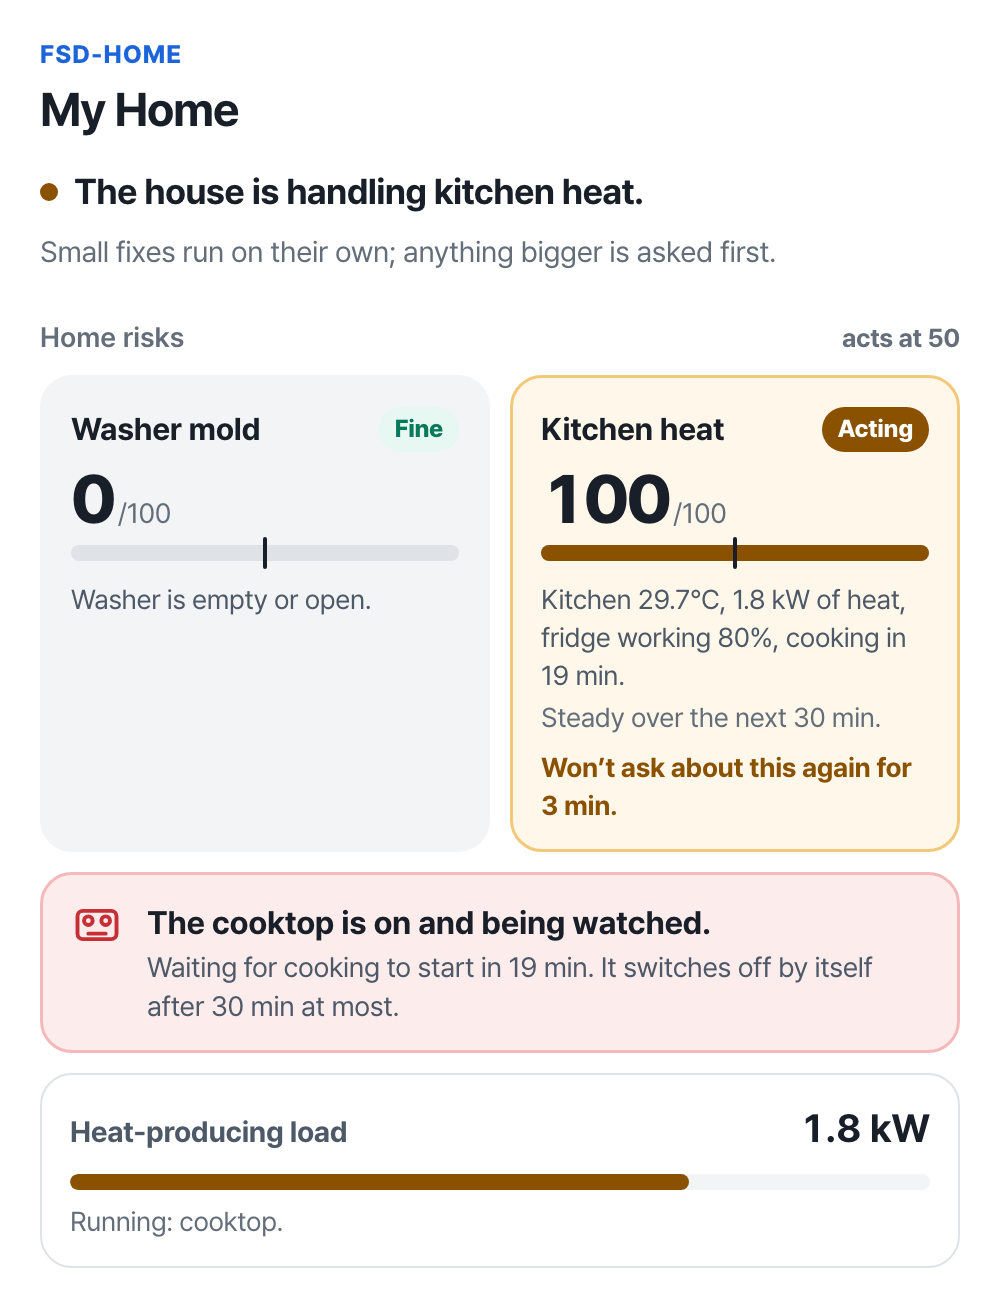 FSD-HOME
My Home
The house is handling kitchen heat.
Small fixes run on their own; anything bigger is asked first.
Home risks
acts at 50
Washer mold
Fine
0/100
Washer is empty or open.
Kitchen heat
Acting
100/100
Kitchen 29.7°C, 1.8 kW of heat,
fridge working 80%, cooking in
19 min.
Steady over the next 30 min.
Won’t ask about this again for
3 min.
The cooktop is on and being watched.
Waiting for cooking to start in 19 min. It switches off by itself
after 30 min at most.
Heat-producing load
1.8 kW
Running: cooktop.